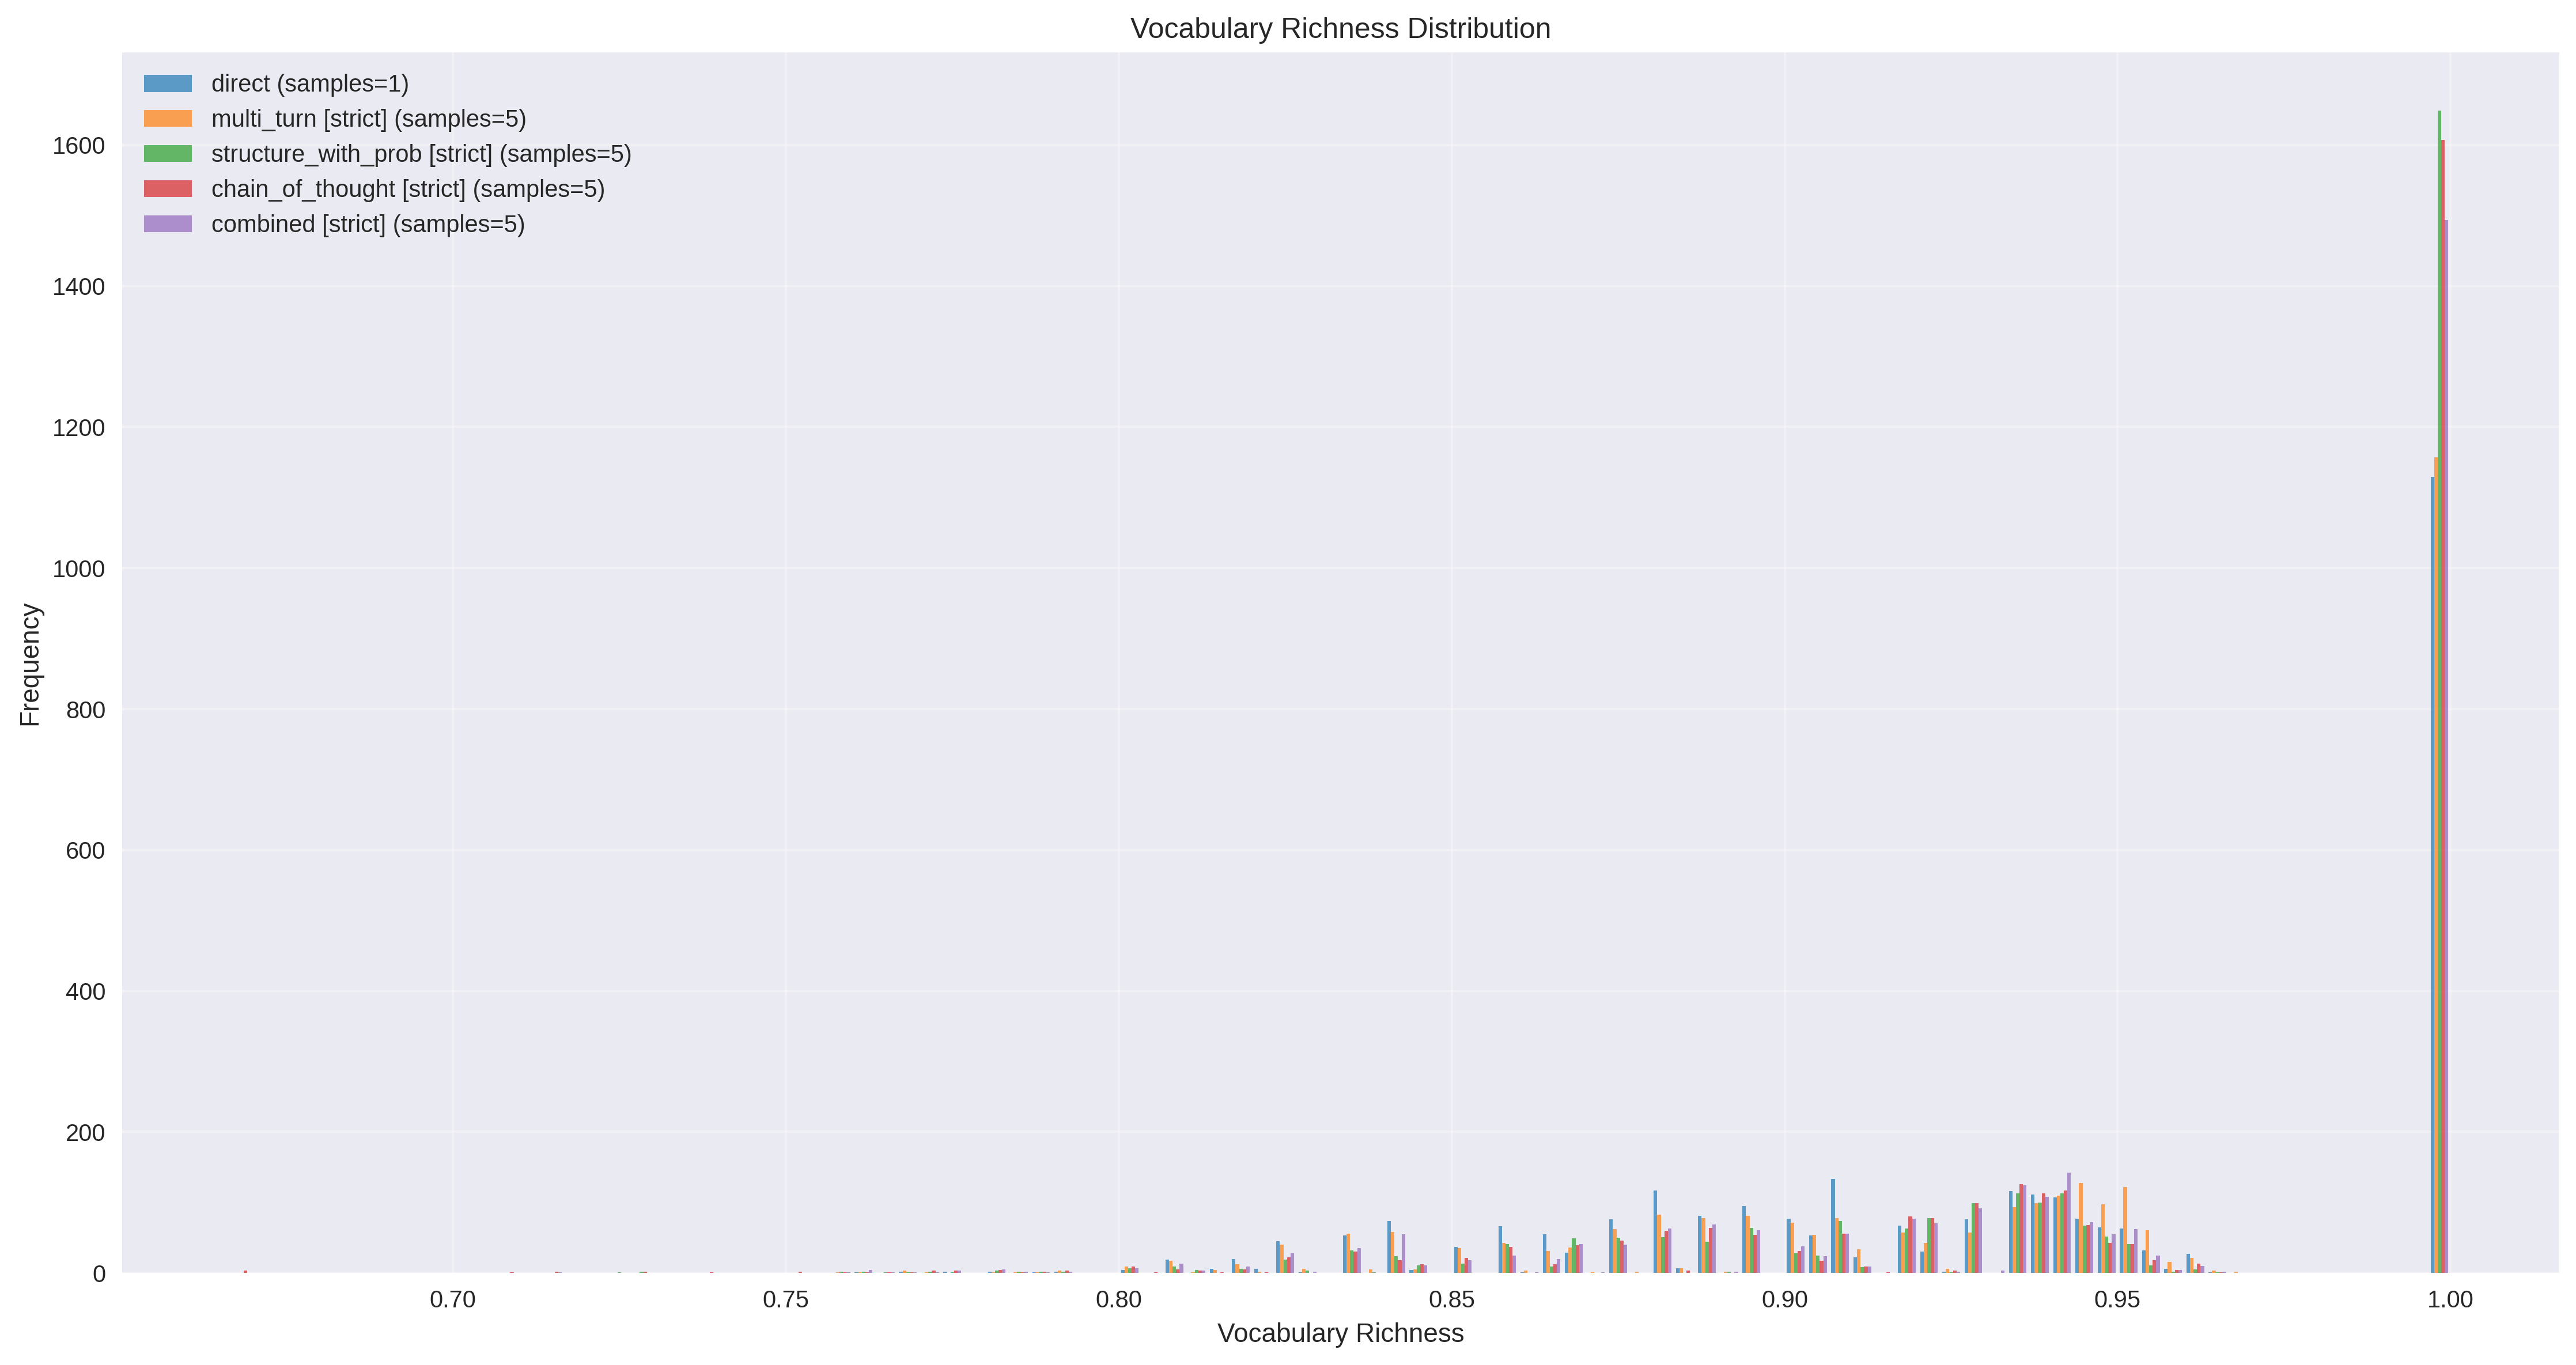 Vocabulary Richness Distribution
direct (samples=1)
multi_turn [strict] (samples=5)
structure_with_prob [strict] (samples=5)
chain_of_thought [strict] (samples=5)
combined [strict] (samples=5)
1600
1400
1200
1000
800
600
400
200
0
Frequency
0.70 0.75 0.80 0.85 0.90 0.95 1.00
Vocabulary Richness